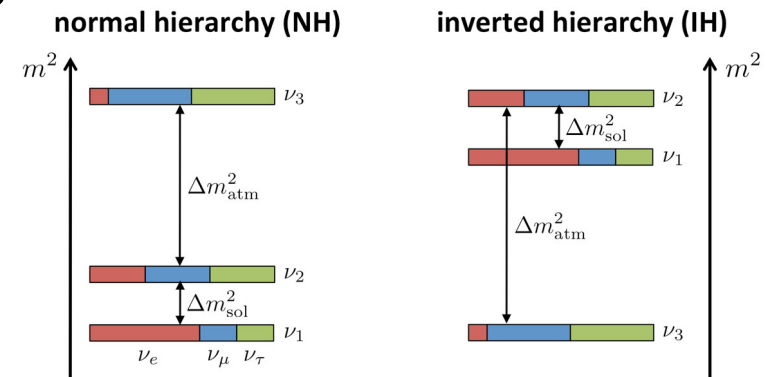 normal hierarchy (NH)
inverted hierarchy (IH)
m²
ν₃
Δm²atm
ν₂
Δm²sol
ν₁
νe νμ ντ
m²
ν₂
Δm²sol
ν₁
Δm²atm
ν₃